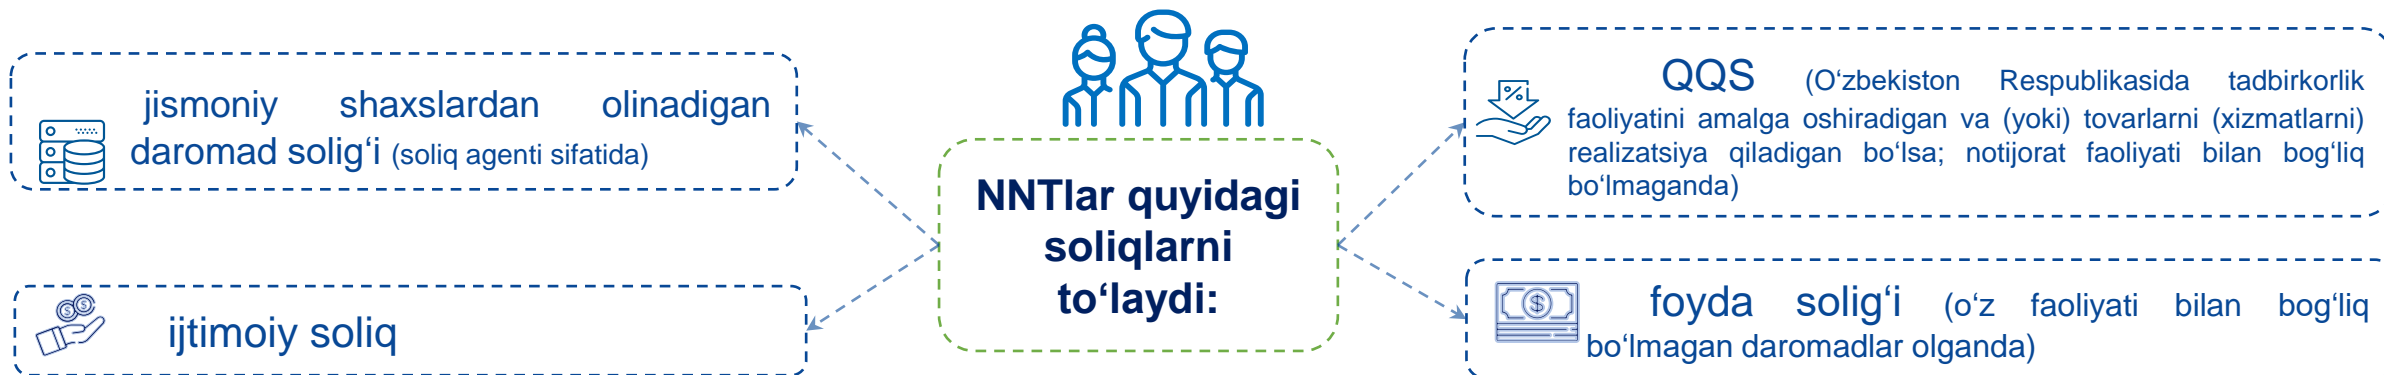 jismoniy shaxslardan olinadigan
daromad solig‘i (soliq agenti sifatida)
ijtimoiy soliq
NNTlar quyidagi
soliqlarni
to‘laydi:
QQS (O‘zbekiston Respublikasida tadbirkorlik
faoliyatini amalga oshiradigan va (yoki) tovarlarni (xizmatlarni)
realizatsiya qiladigan bo‘lsa; notijorat faoliyati bilan bog‘liq
bo‘lmaganda)
foyda solig‘i (o‘z faoliyati bilan bog‘liq
bo‘lmagan daromadlar olganda)